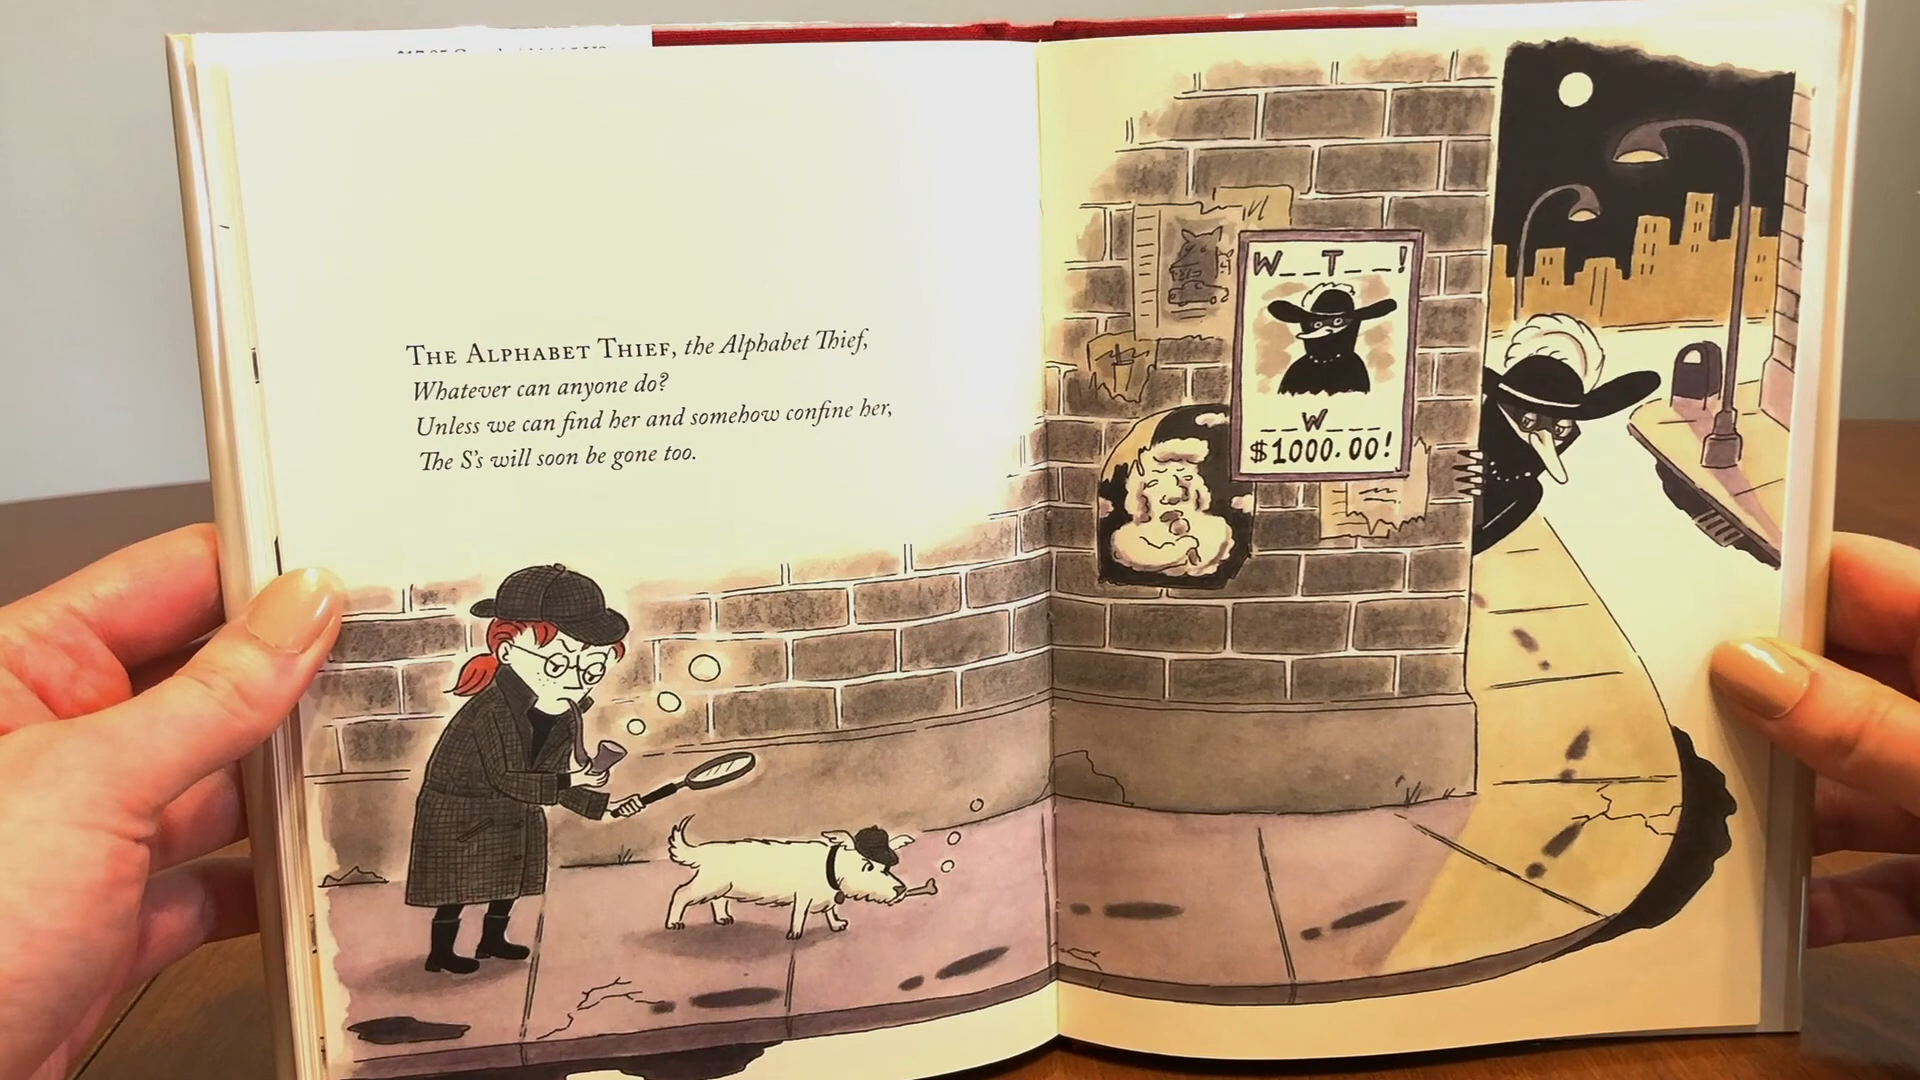 THE ALPHABET THIEF, the Alphabet Thief,
Whatever can anyone do?
Unless we can find her and somehow confine her,
The S's will soon be gone too.
W__T__!
_W___
$1000.00!